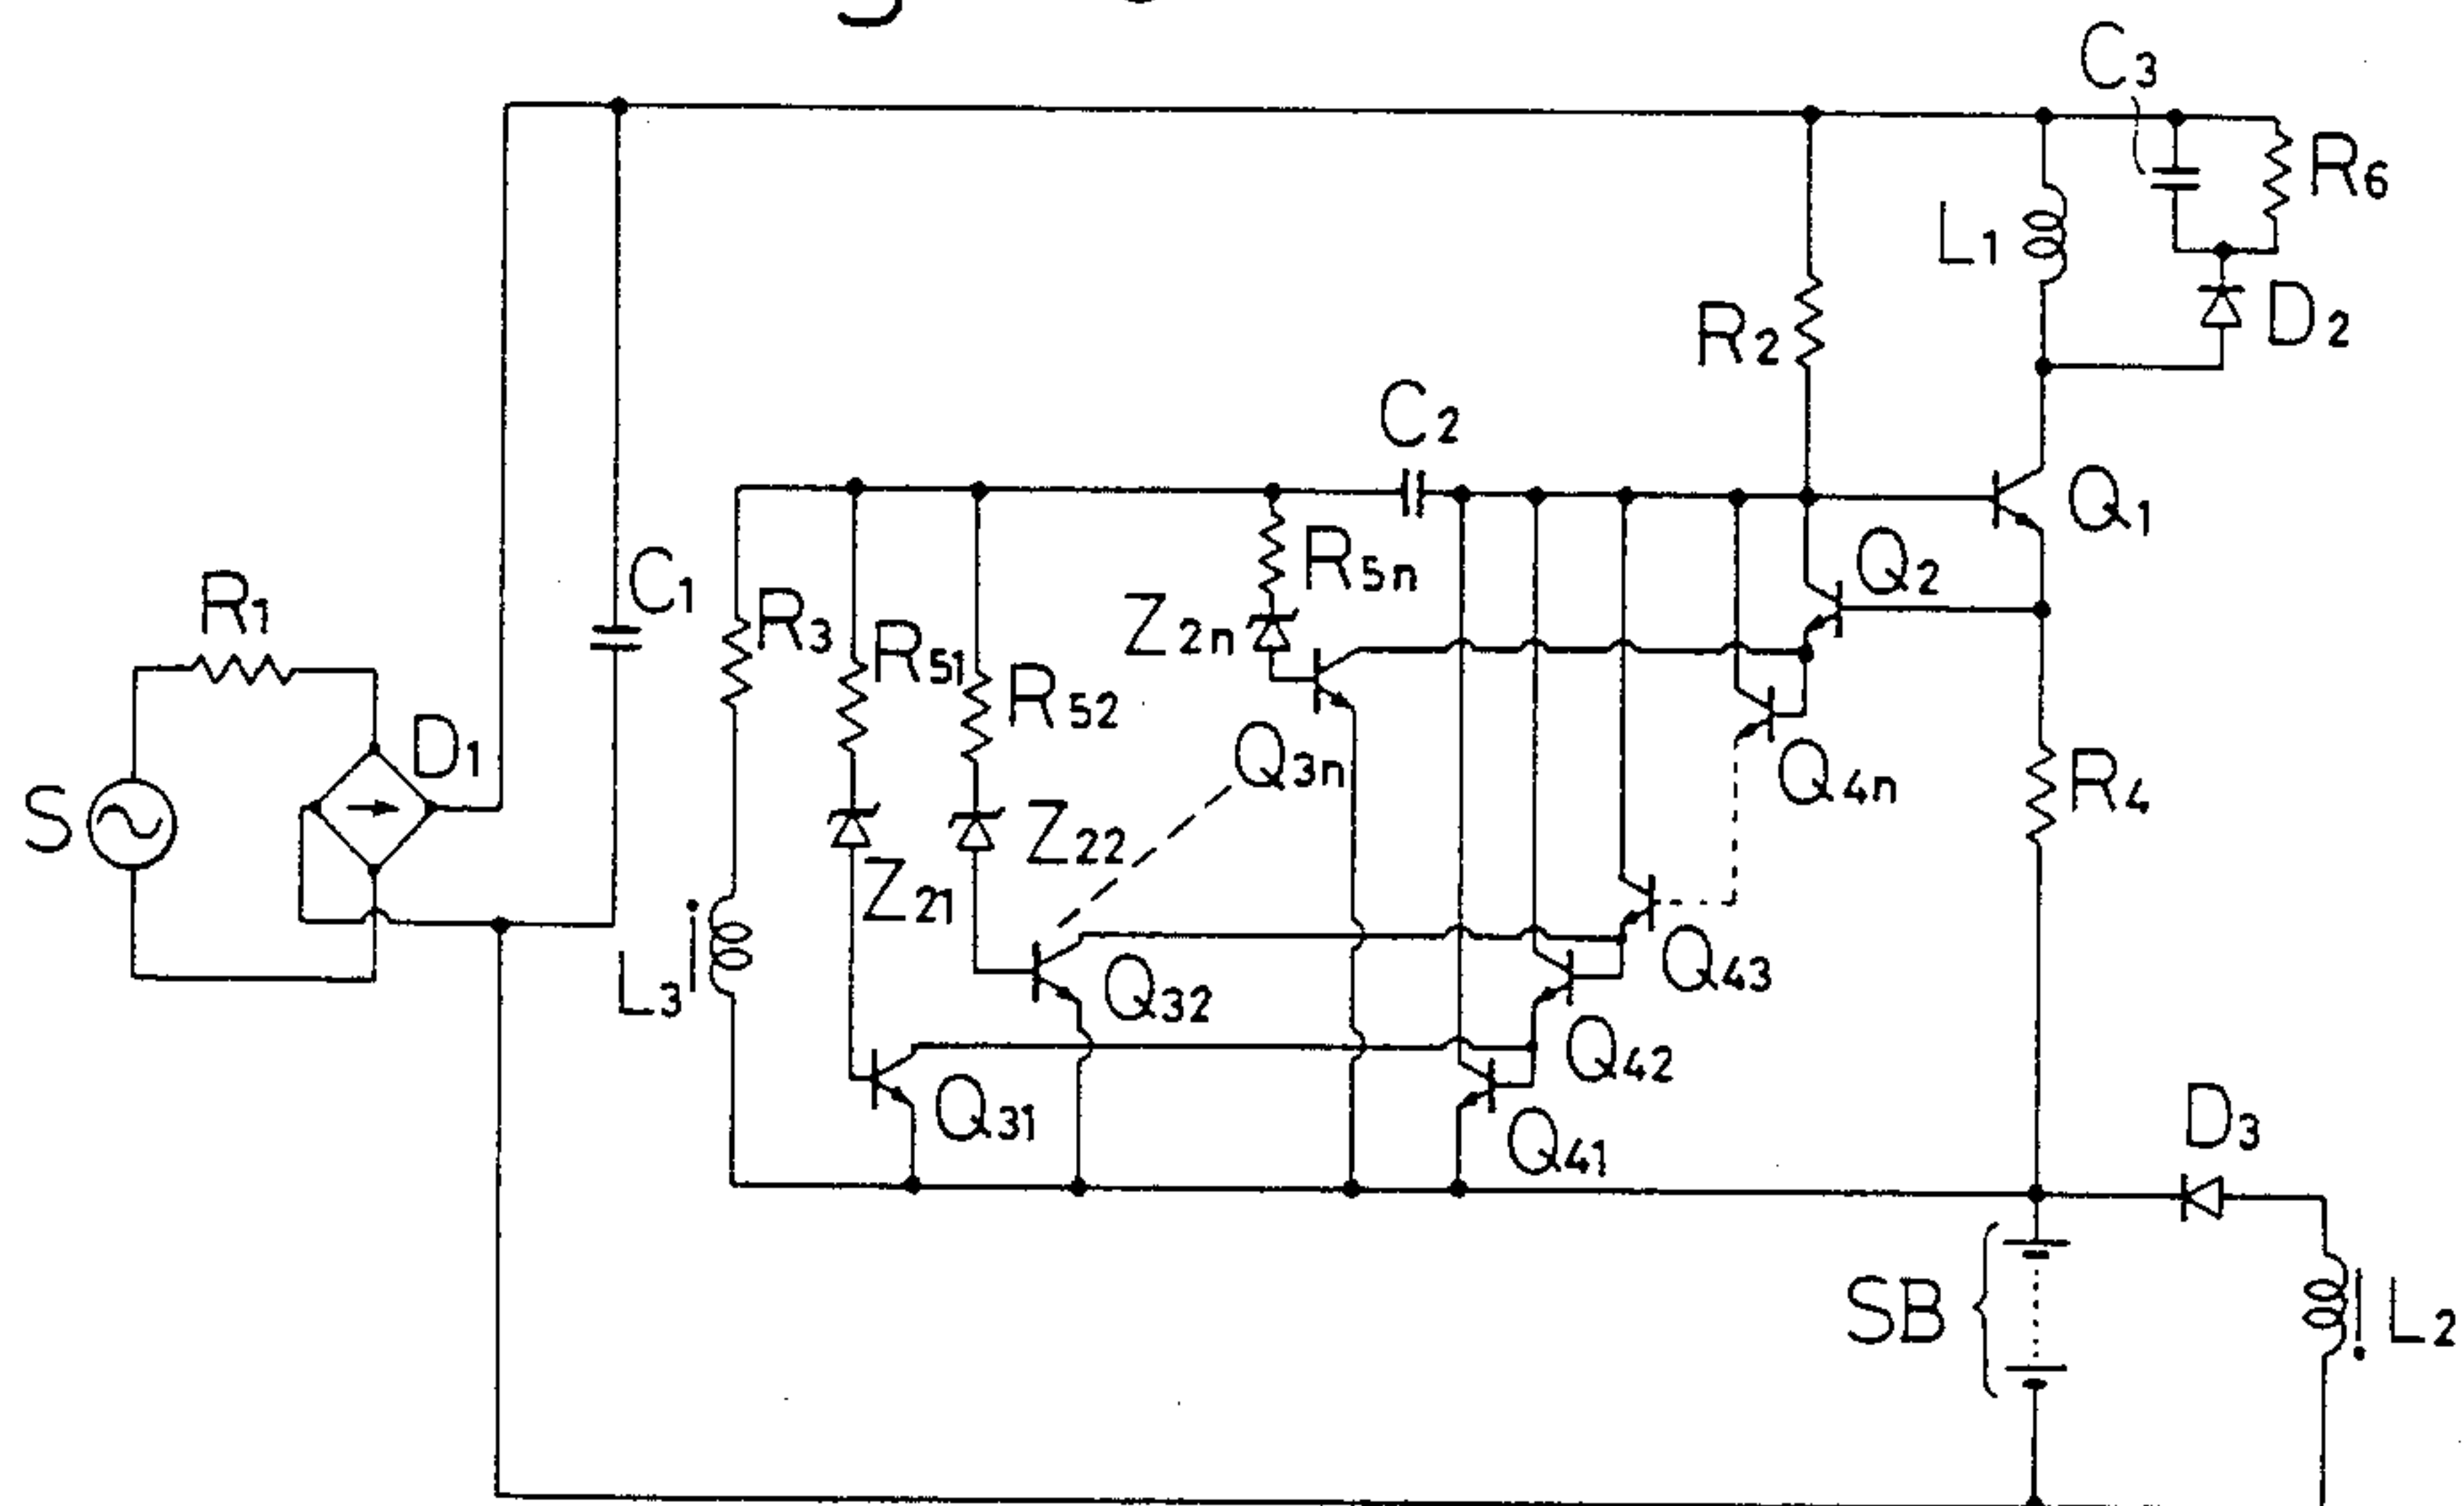 C3
R6
L1
D2
R2
C2
Q1
Q2
R5n
Z2n
C1
R1
R3
R51
R52
D1
Q3n
Q4n
R4
S
Z22
Z21
L3
Q32
Q43
Q42
Q31
Q41
D3
SB
L2